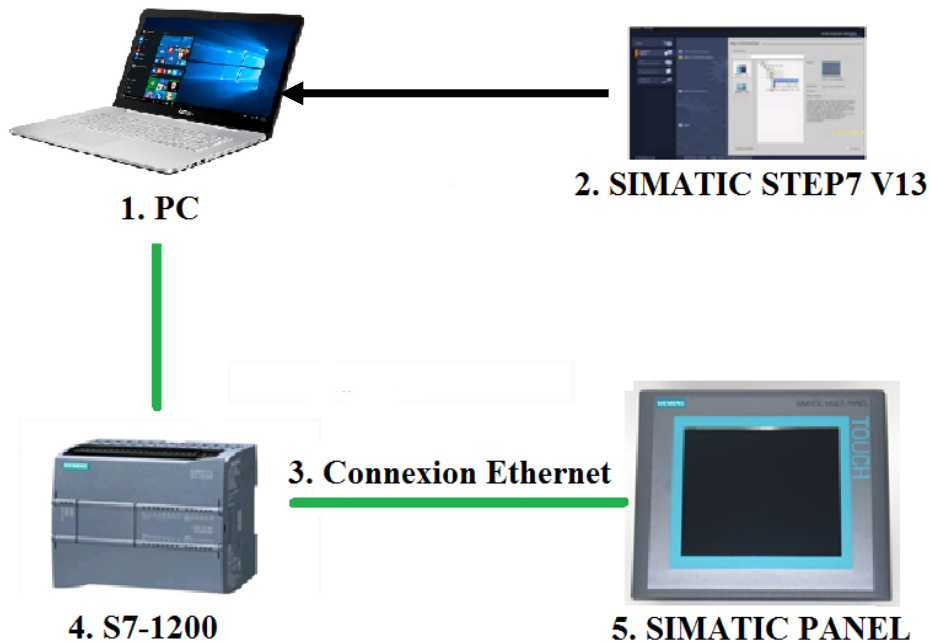 2. SIMATIC STEP7 V13
1. PC
SIEMENS
SIMATIC MULTI PANEL
TOUCH
SIEMENS
3. Connexion Ethernet
4. S7-1200
5. SIMATIC PANEL